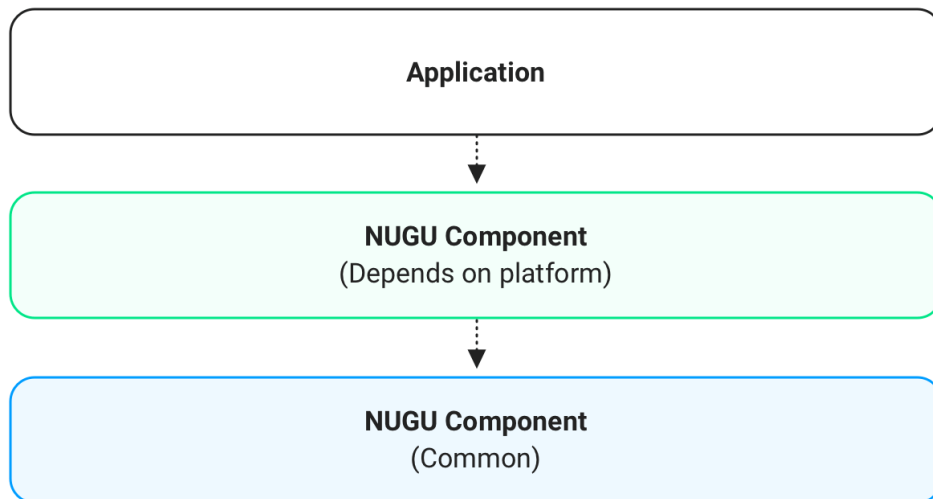 Application
NUGU Component
(Depends on platform)
NUGU Component
(Common)